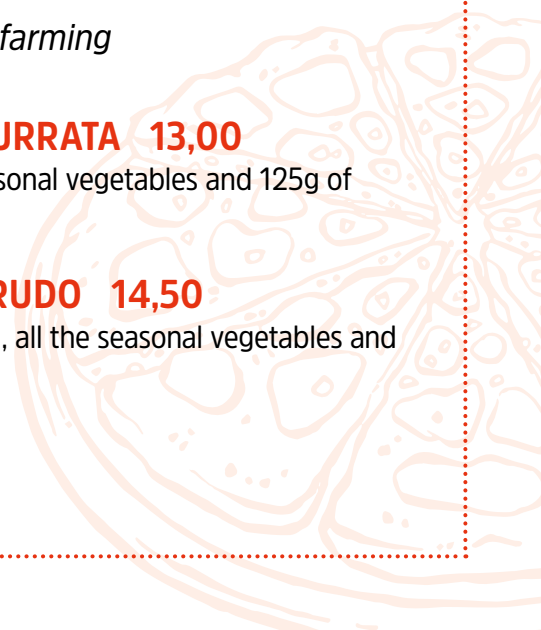 farming
URRATA 13,00
sonal vegetables and 125g of
RUDO 14,50
, all the seasonal vegetables and